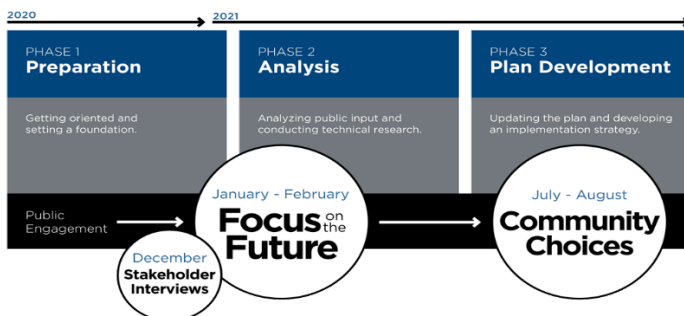 2020
2021
PHASE 1
Preparation
Getting oriented and
setting a foundation.
PHASE 2
Analysis
Analyzing public input and
conducting technical research.
PHASE 3
Plan Development
Updating the plan and developing
an implementation strategy.
Public
Engagement
December
Stakeholder
Interviews
January - February
Focus on the
Future
July - August
Community
Choices